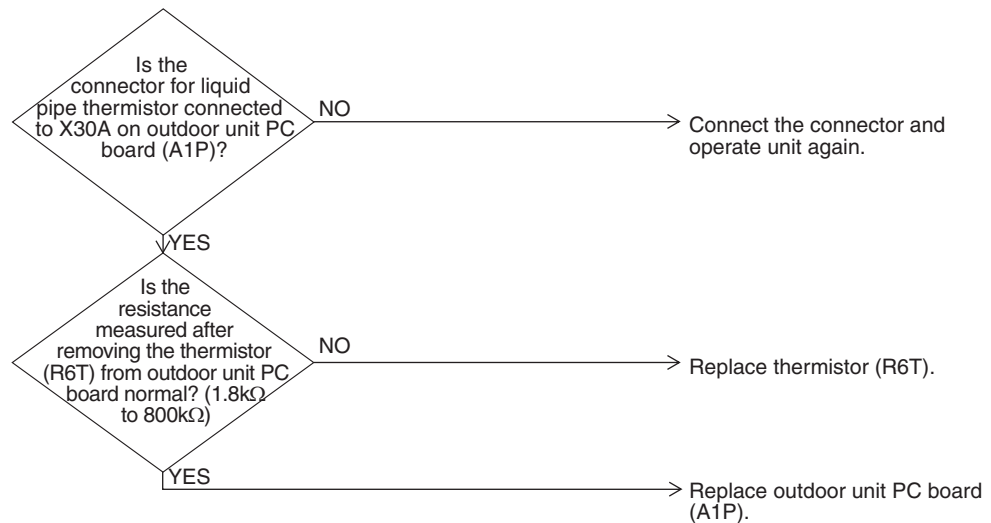 Is the
connector for liquid
pipe thermistor connected
to X30A on outdoor unit PC
board (A1P)?
NO
Connect the connector and
operate unit again.
YES
Is the
resistance
measured after
removing the thermistor
(R6T) from outdoor unit PC
board normal? (1.8kΩ
to 800kΩ)
NO
Replace thermistor (R6T).
YES
Replace outdoor unit PC board
(A1P).